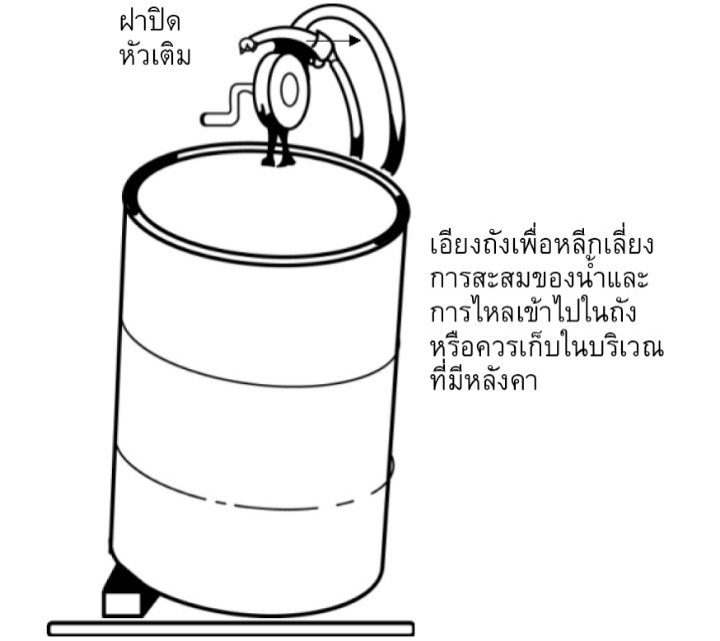 ฝาปิด
หัวเติม
เอียงถังเพื่อหลีกเลี่ยง
การสะสมของน้ำและ
การไหลเข้าไปในถัง
หรือควรเก็บในบริเวณ
ที่มีหลังคา